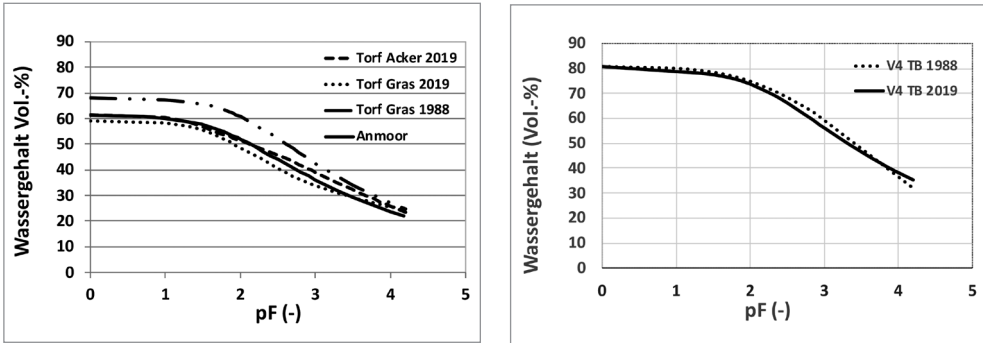 Wassergehalt Vol.-%
90
80
70
60
50
40
30
20
10
0
0 1 2 3 4 5
pF (-)
Torf Acker 2019
Torf Gras 2019
Torf Gras 1988
Anmoor
Wassergehalt (Vol.-%)
90
80
70
60
50
40
30
20
10
0
0 1 2 3 4 5
pF (-)
V4 TB 1988
V4 TB 2019